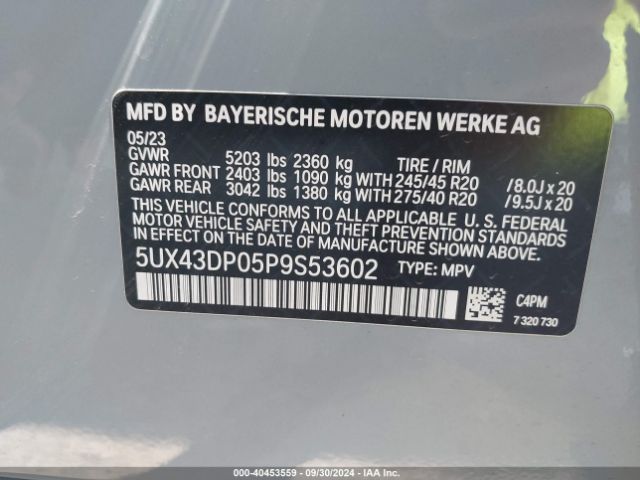 MFD BY BAYERISCHE MOTOREN WERKE AG
05/23
GVWR 5203 lbs 2360 kg TIRE / RIM
GAWR FRONT 2403 lbs 1090 kg WITH 245/45 R20 /8.0J x 20
GAWR REAR 3042 lbs 1380 kg WITH 275/40 R20 /9.5J x 20
THIS VEHICLE CONFORMS TO ALL APPLICABLE U. S. FEDERAL
MOTOR VEHICLE SAFETY AND THEFT PREVENTION STANDARDS
IN EFFECT ON THE DATE OF MANUFACTURE SHOWN ABOVE.
5UX43DP05P9S53602 TYPE: MPV
C4PM
7 320 730
000-40453559 — 09/30/2024 — IAAI.COM